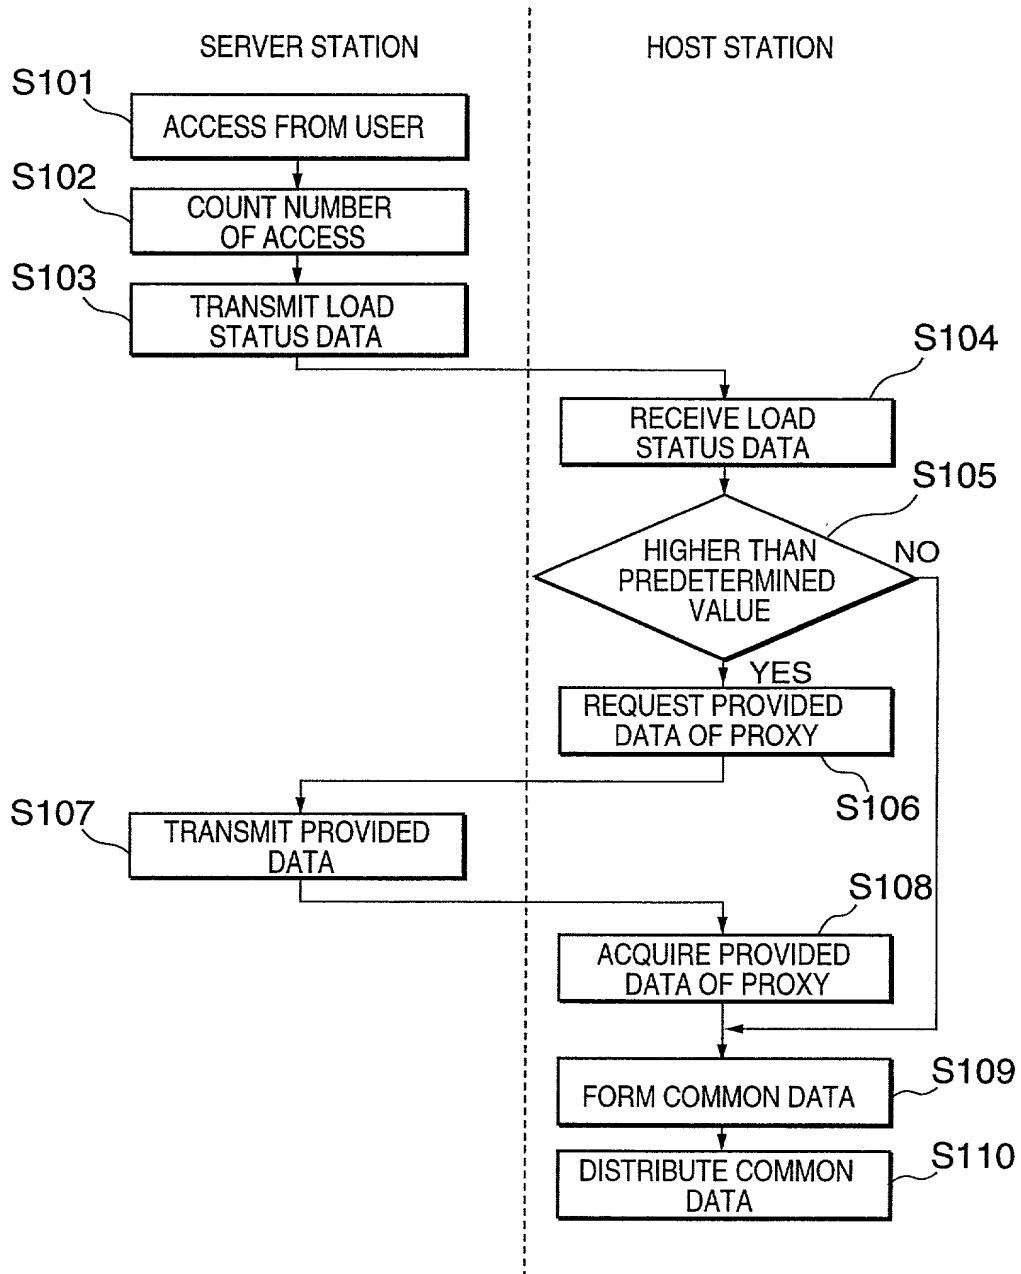 SERVER STATION
HOST STATION
S101
ACCESS FROM USER
S102
COUNT NUMBER
OF ACCESS
S103
TRANSMIT LOAD
STATUS DATA
S104
RECEIVE LOAD
STATUS DATA
S105
HIGHER THAN
PREDETERMINED
VALUE
NO
YES
REQUEST PROVIDED
DATA OF PROXY
S106
S107
TRANSMIT PROVIDED
DATA
S108
ACQUIRE PROVIDED
DATA OF PROXY
S109
FORM COMMON DATA
S110
DISTRIBUTE COMMON
DATA